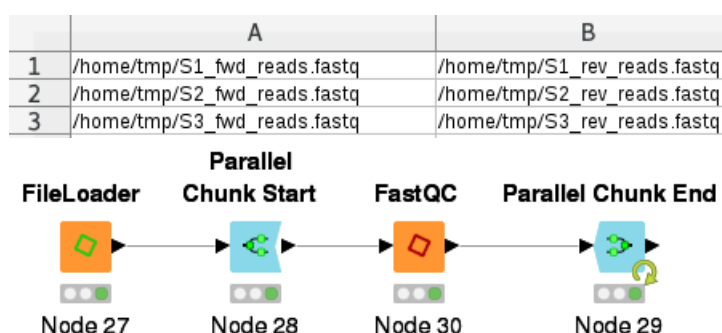 A B
1 /home/tmp/S1_fwd_reads.fastq /home/tmp/S1_rev_reads.fastq
2 /home/tmp/S2_fwd_reads.fastq /home/tmp/S2_rev_reads.fastq
3 /home/tmp/S3_fwd_reads.fastq /home/tmp/S3_rev_reads.fastq
Parallel
FileLoader Chunk Start FastQC Parallel Chunk End
Node 27 Node 28 Node 30 Node 29